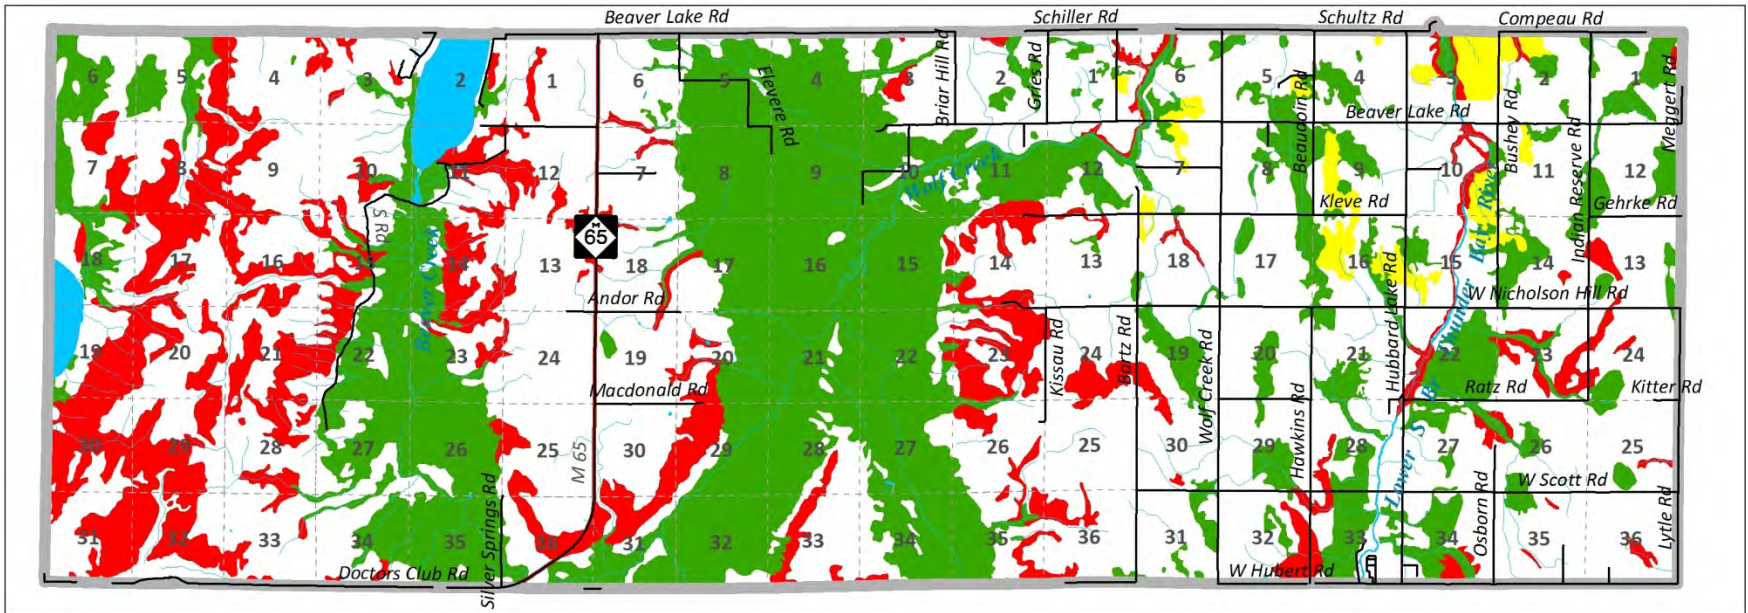 Beaver Lake Rd
Schiller Rd
Schultz Rd
Compeau Rd
6 5 4 3 2 1 6 5 4 3 2 1 6 5 4 3 2 1
Elevere Rd
Briar Hill Rd
Gries Rd
Beaudoin Rd
Beaver Lake Rd
Bushey Rd
Indian Reserve Rd
Meggert Rd
7 8 9 10 11 12 7 8 9 10 11 12 7 8 9 10 11 12
Wolf Creek
Kleve Rd
Gehrke Rd
S Rd
M
65
Beaver Creek
18 17 16 15 14 13 18 17 16 15 14 13 18 17 16 15 14 13
Andor Rd
Hubbard Lake Rd
W Nicholson Hill Rd
Lower S Br Thunder Bay River
19 20 21 22 23 24 19 20 21 22 23 24 19 20 21 22 23 24
Macdonald Rd
Kissau Rd
Bartz Rd
Wolf Creek Rd
Ratz Rd
Kitter Rd
30 29 28 27 26 25 30 29 28 27 26 25 30 29 28 27 26 25
M 65
Hawkins Rd
W Scott Rd
Silver Springs Rd
Osborn Rd
Lytle Rd
31 32 33 34 35 36 31 32 33 34 35 36 31 32 33 34 35 36
Doctors Club Rd
W Hubert Rd